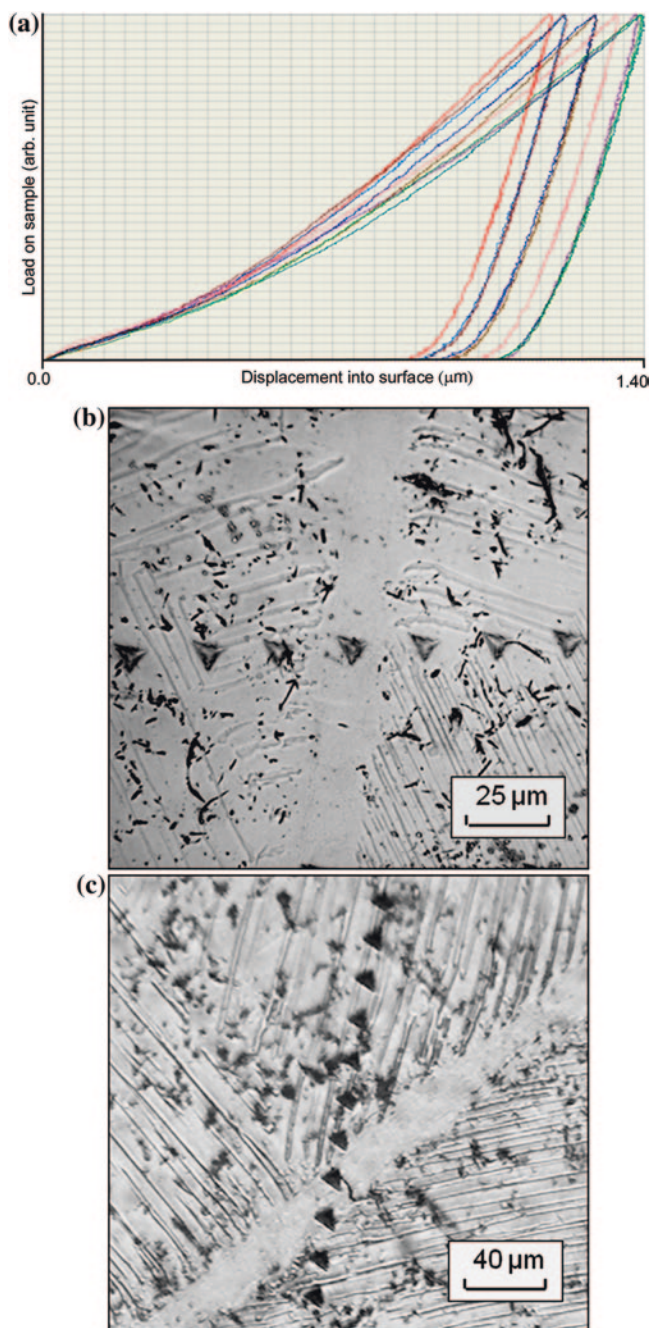 (a)
Load on sample (arb. unit)
0.0
Displacement into surface (μm)
1.40
(b)
25 μm
(c)
40 μm